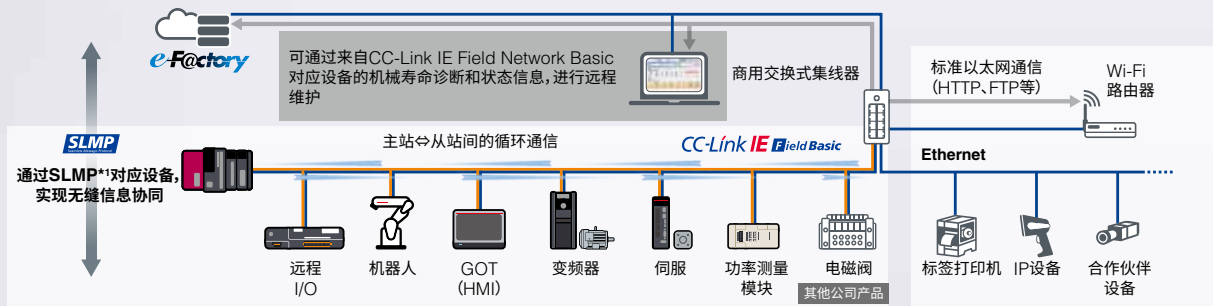 e-F@ctory
可通过来自CC-Link IE Field Network Basic
对应设备的机械寿命诊断和状态信息,进行远程
维护
商用交换式集线器
标准以太网通信
(HTTP、FTP等)
Wi-Fi
路由器
SLMP
通过SLMP*1对应设备,
实现无缝信息协同
主站⇔从站间的循环通信
CC-Link IE Field Basic
Ethernet
远程
I/O
机器人
GOT
(HMI)
变频器
伺服
功率测量
模块
电磁阀
其他公司产品
标签打印机
IP设备
合作伙伴
设备